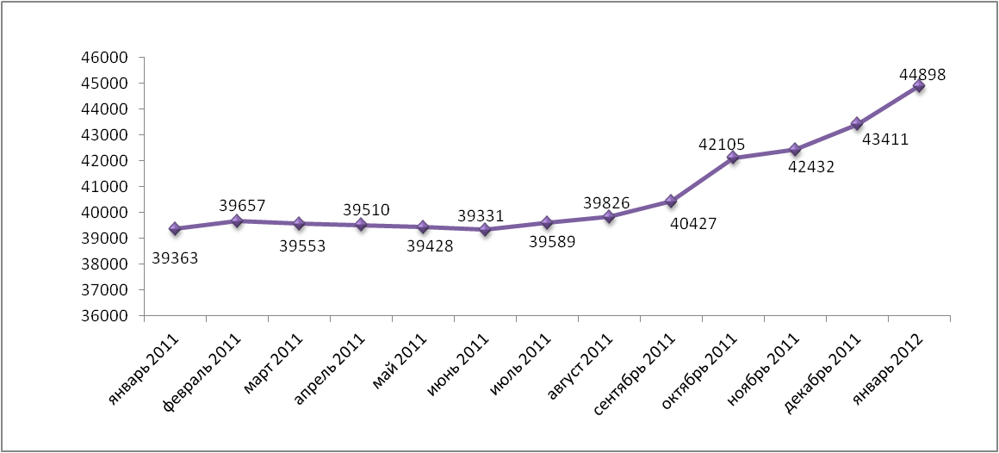 46000
45000
44000
43000
42000
41000
40000
39000
38000
37000
36000
39363
39657
39553
39510
39428
39331
39589
39826
40427
42105
42432
43411
44898
январь 2011
февраль 2011
март 2011
апрель 2011
май 2011
июнь 2011
июль 2011
август 2011
сентябрь 2011
октябрь 2011
ноябрь 2011
декабрь 2011
январь 2012